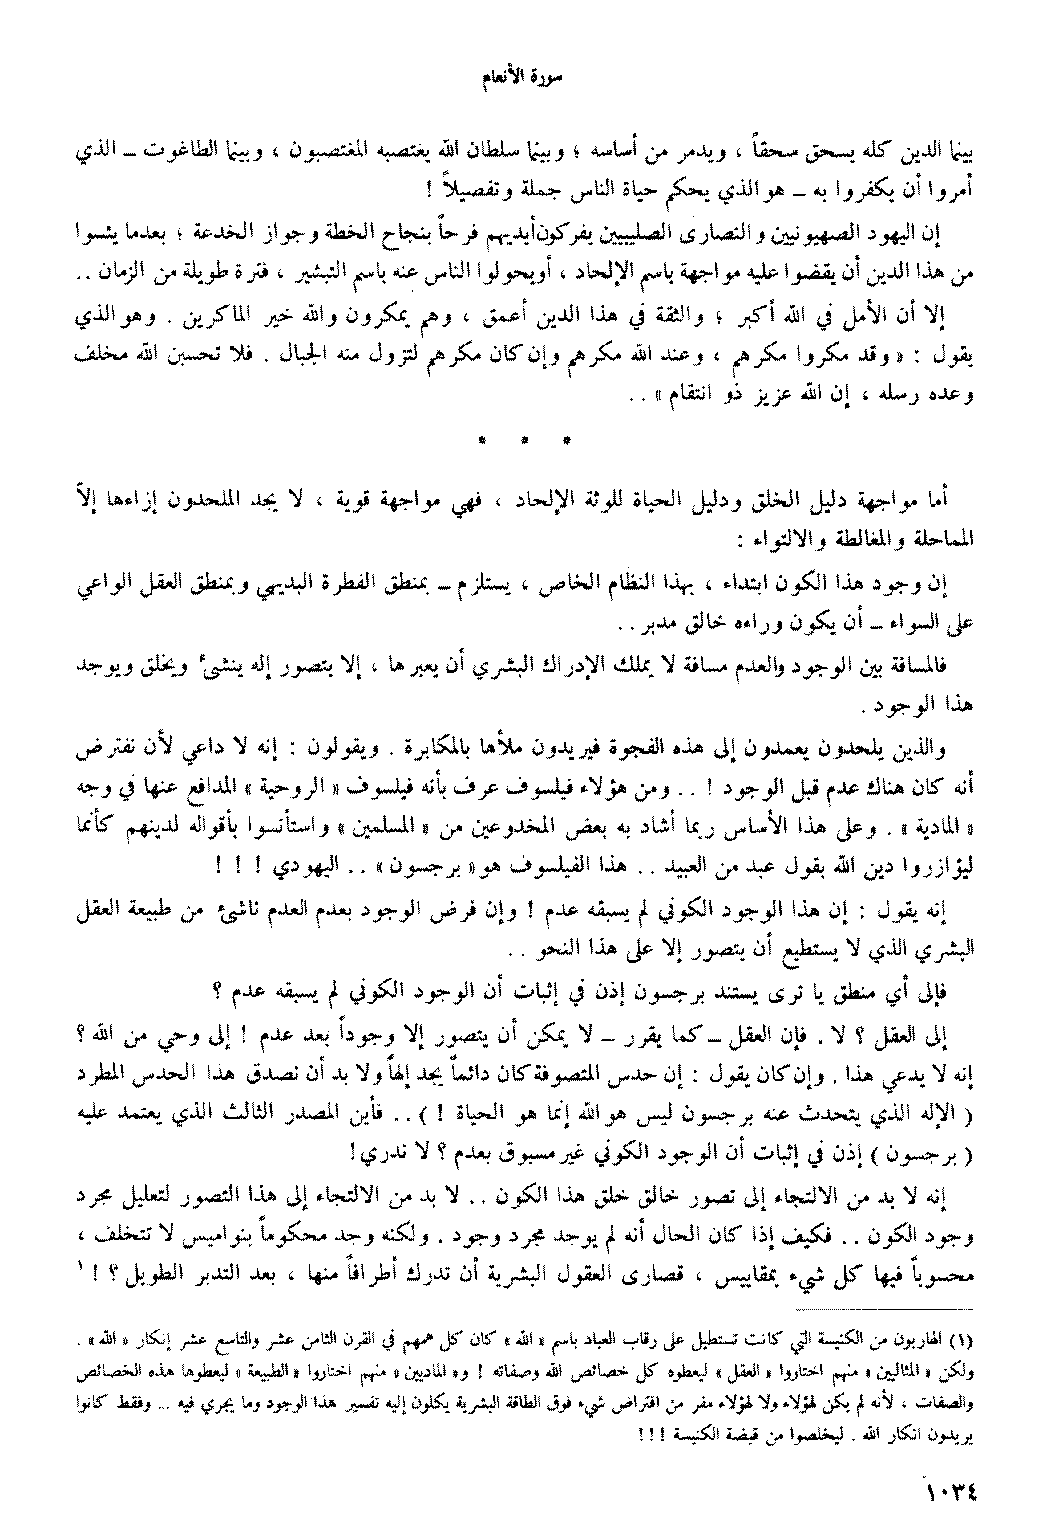 سورة الأنعام
بينما الدين كله يسحق سحقاً ، ويدمر من أساسه ؛ وبينما سلطان الله يغتصبه المغتصبون ، وبينما الطاغوت – الذي
أمروا أن يكفروا به – هو الذي يحكم حياة الناس جملة وتفصيلاً !
إن اليهود الصهيونيين والنصارى الصليبيين يفركون أيديهم فرحاً بنجاح الخطة وجواز الخدعة ؛ بعدما يئسوا
من هذا الدين أن يقضوا عليه مواجهة باسم الإلحاد ، أو يحولوا الناس عنه باسم التبشير ، فترة طويلة من الزمان ..
إلا أن الأمل في الله أكبر ؛ والثقة في هذا الدين أعمق ، وهم يمكرون والله خير الماكرين . وهو الذي
يقول : « وقد مكروا مكرهم ، وعند الله مكرهم وإن كان مكرهم لتزول منه الجبال . فلا تحسبن الله مخلف
وعده رسله ، إن الله عزيز ذو انتقام » ..
* * *
أما مواجهة دليل الخلق ودليل الحياة للوثة الإلحاد ، فهي مواجهة قوية ، لا يجد الملحدون إزاءها إلاّ
المماحلة والمغالطة والالتواء :
إن وجود هذا الكون ابتداء ، بهذا النظام الخاص ، يستلزم – بمنطق الفطرة البديهي وبمنطق العقل الواعي
على السواء – أن يكون وراءه خالق مدبر ..
فالمسافة بين الوجود والعدم مسافة لا يملك الإدراك البشري أن يعبرها ، إلا بتصور إله ينشئ ويخلق ويوجد
هذا الوجود .
والذين يلحدون يعمدون إلى هذه الفجوة فيريدون ملأها بالمكابرة . ويقولون : إنه لا داعي لأن نفترض
أنه كان هناك عدم قبل الوجود ! .. ومن هؤلاء فيلسوف عرف بأنه فيلسوف « الروحية » المدافع عنها في وجه
« المادية » . وعلى هذا الأساس ربما أشاد به بعض المخدوعين من « المسلمين » واستأنسوا بأقواله لدينهم كأنما
ليؤازروا دين الله بقول عبد من العبيد .. هذا الفيلسوف هو « برجسون » .. اليهودي ! ! !
إنه يقول : إن هذا الوجود الكوني لم يسبقه عدم ! وإن فرض الوجود بعدم العدم ناشئ من طبيعة العقل
البشري الذي لا يستطيع أن يتصور إلا على هذا النحو ..
فإلى أي منطق يا ترى يستند برجسون إذن في إثبات أن الوجود الكوني لم يسبقه عدم ؟
إلى العقل ؟ لا . فإن العقل – كما يقرر – لا يمكن أن يتصور إلا وجوداً بعد عدم ! إلى وحي من الله ؟
إنه لا يدعي هذا . وإن كان يقول : إن حدس المتصوفة كان دائماً يجد إلهاً ولا بد أن نصدق هذا الحدس المطرد
( الإله الذي يتحدث عنه برجسون ليس هو الله إنما هو الحياة ! ) .. فأين المصدر الثالث الذي يعتمد عليه
( برجسون ) إذن في إثبات أن الوجود الكوني غير مسبوق بعدم ؟ لا ندري !
إنه لا بد من الالتجاء إلى تصور خالق خلق هذا الكون .. لا بد من الالتجاء إلى هذا التصور لتعليل مجرد
وجود الكون .. فكيف إذا كان الحال أنه لم يوجد مجرد وجود . ولكنه وجد محكوماً بنواميس لا تتخلف ،
محسوباً فيها كل شيء بمقاييس ، قصارى العقول البشرية أن تدرك أطرافاً منها ، بعد التدبر الطويل ؟ ! ١
(١) الهاربون من الكنيسة التي كانت تستطيل على رقاب العباد باسم « الله » كان كل همهم في القرن الثامن عشر والتاسع عشر إنكار « الله » .
ولكن « المثاليين » منهم اختاروا « العقل » ليعطوه كل خصائص الله وصفاته ! و« الماديين » منهم اختاروا « الطبيعة » ليعطوها هذه الخصائص
والصفات ، لأنه لم يكن لهؤلاء ولا لهؤلاء مفر من افتراض شيء فوق الطاقة البشرية يكلون إليه تفسير هذا الوجود وما يجري فيه ... وفقط كانوا
يريدون انكار الله . ليخلصوا من قبضة الكنيسة !!!
١٠٣٤